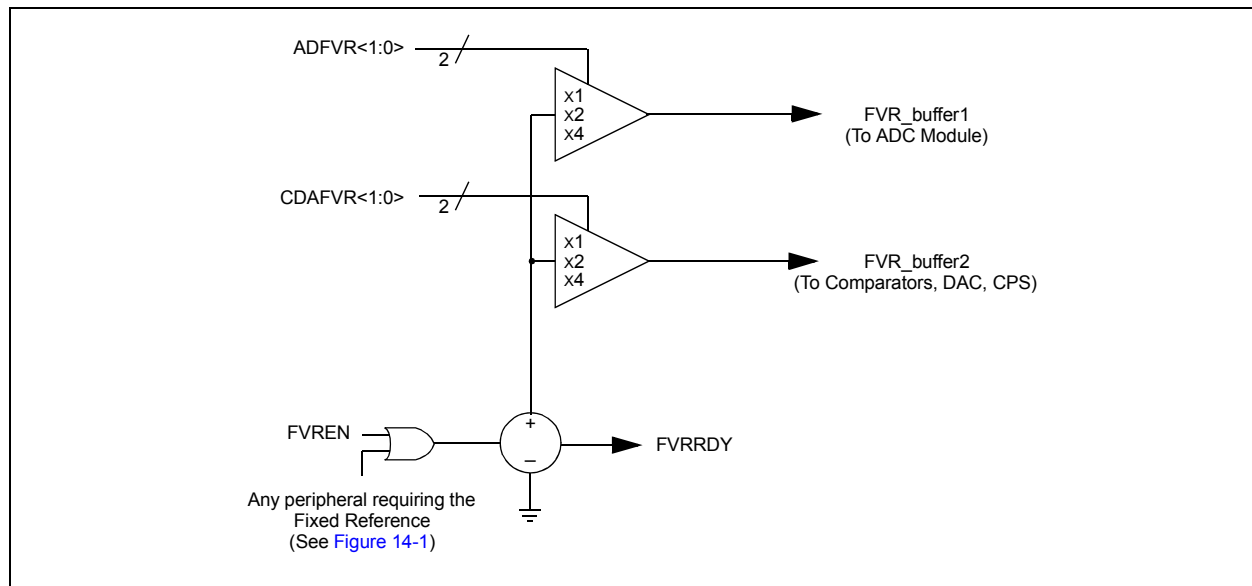 ADFVR<1:0>
2
X1
X2
X4
FVR_buffer1
(To ADC Module)
CDAFVR<1:0>
2
X1
X2
X4
FVR_buffer2
(To Comparators, DAC, CPS)
FVREN
+
_
FVRRDY
Any peripheral requiring the
Fixed Reference
(See Figure 14-1)